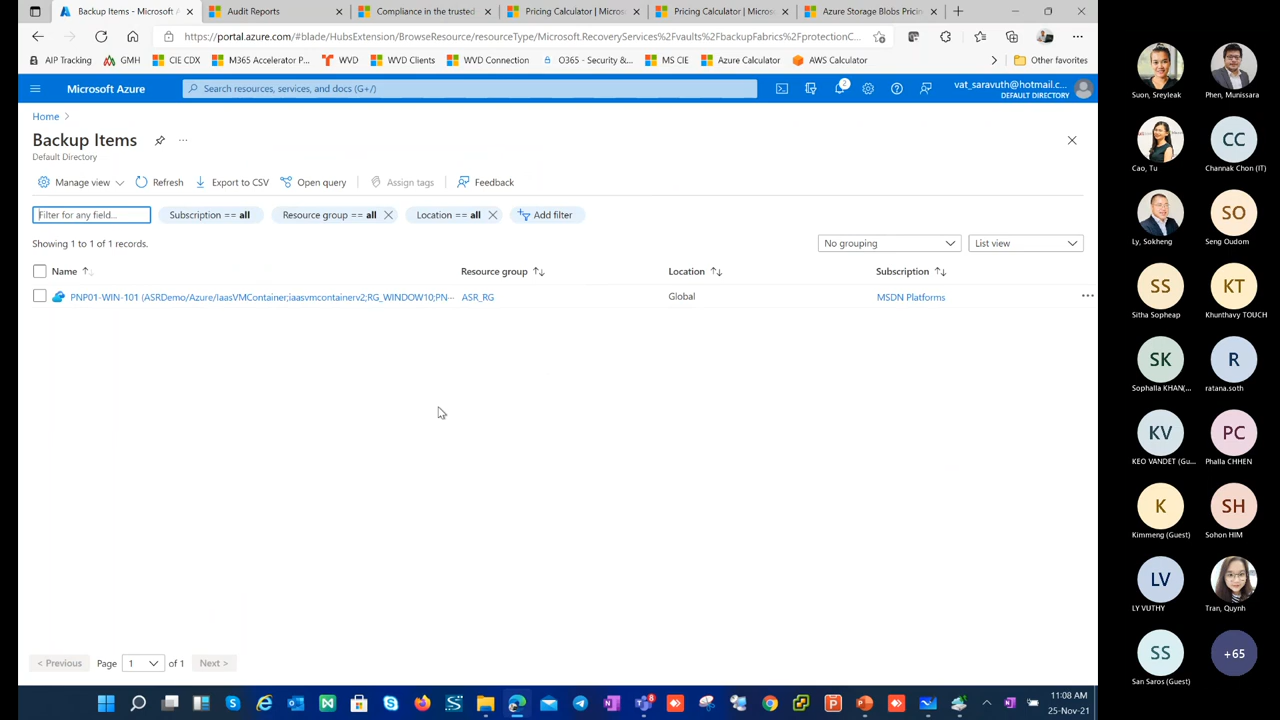 Backup Items - Microsoft A
Audit Reports
Compliance in the trusted
Pricing Calculator | Micros
Pricing Calculator | Micros
Azure Storage Blobs Pricin
https://portal.azure.com/#blade/HubsExtension/BrowseResource/resourceType/Microsoft.RecoveryServices%2Fvaults%2FbackupFabrics%2FprotectionC...
AIP Tracking
GMH
CIE CDX
M365 Accelerator P...
WVD
WVD Clients
WVD Connection
O365 - Security &...
MS CIE
Azure Calculator
AWS Calculator
Other favorites
Microsoft Azure
Search resources, services, and docs (G+/)
2
vat_saravuth@hotmail.c...
DEFAULT DIRECTORY
Home >
Backup Items
Default Directory
Manage view
Refresh
Export to CSV
Open query
Assign tags
Feedback
Filter for any field...
Subscription == all
Resource group == all
Location == all
Add filter
Showing 1 to 1 of 1 records.
No grouping
List view
Name
Resource group
Location
Subscription
PNP01-WIN-101 (ASRDemo/Azure/IaasVMContainer;iaasvmcontainerv2;RG_WINDOW10;PN...
ASR_RG
Global
MSDN Platforms
< Previous
Page
1
of 1
Next >
8
11:08 AM
25-Nov-21
Suon, Sreyleak
Phen, Munissara
Cao, Tu
CC
Channak Chon (IT)
Ly, Sokheng
SO
Seng Oudom
SS
Sitha Sopheap
KT
Khunthavy TOUCH
SK
Sophalla KHAN(...
R
ratana.soth
KV
KEO VANDET (Gu...
PC
Phalla CHHEN
K
Kimmeng (Guest)
SH
Sohon HIM
LV
LY VUTHY
Tran, Quynh
SS
San Saros (Guest)
+65